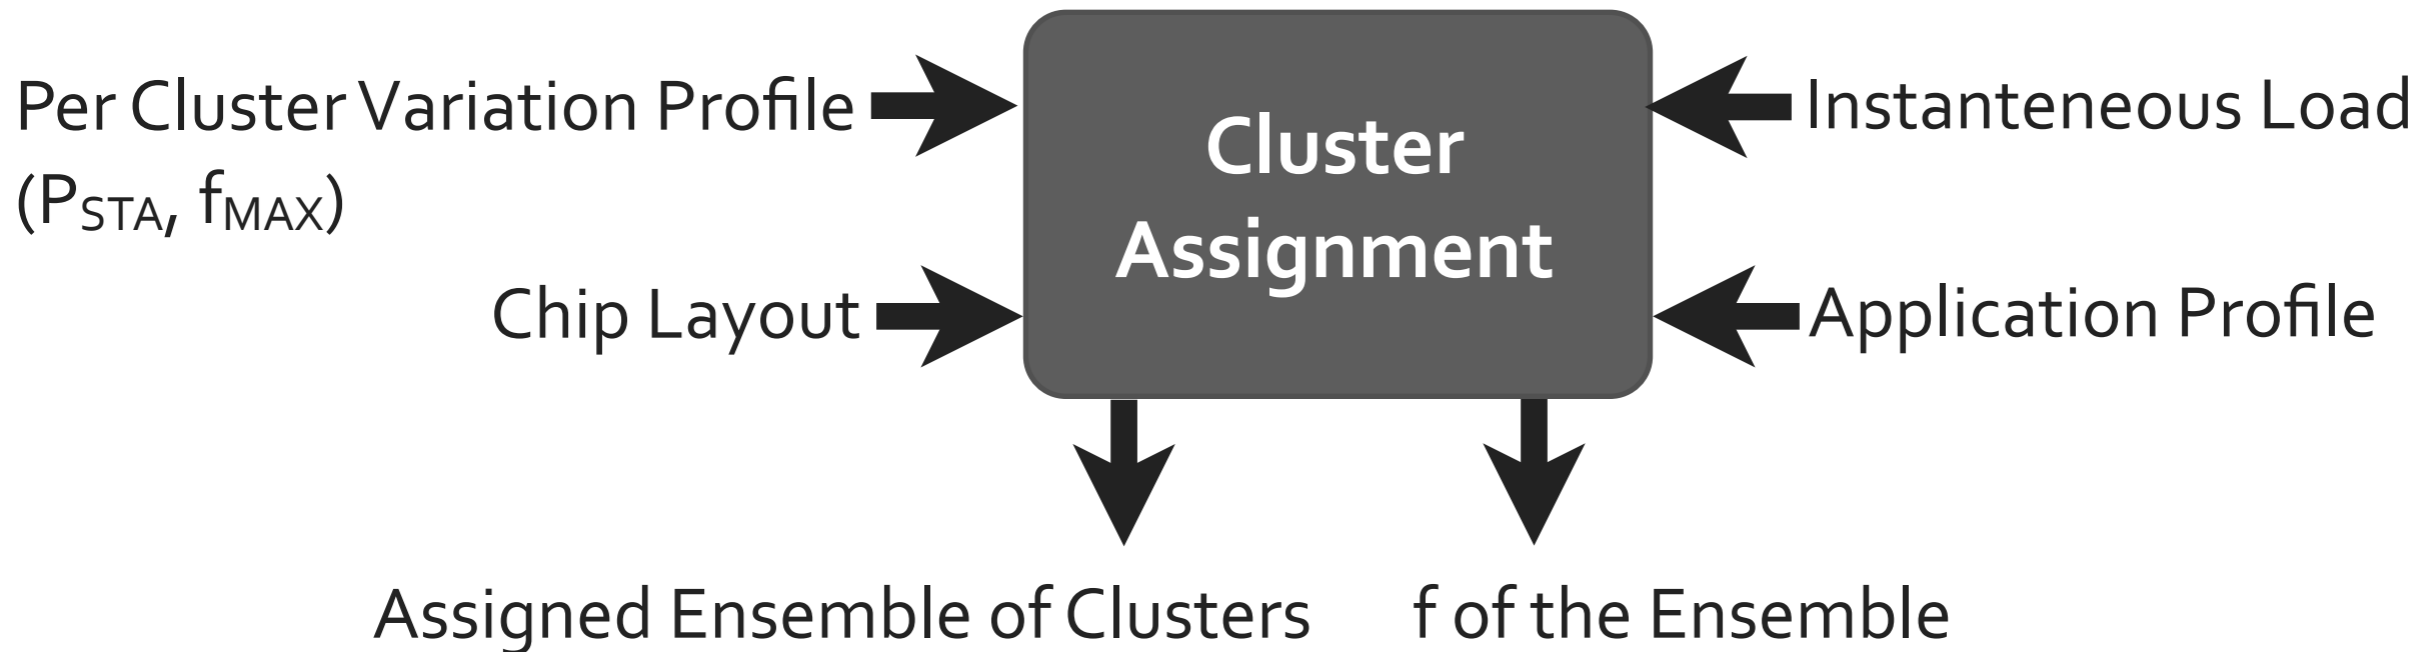 Per Cluster Variation Profile
(PSTA, fMAX)
Chip Layout
Cluster
Assignment
Instanteneous Load
Application Profile
Assigned Ensemble of Clusters
f of the Ensemble